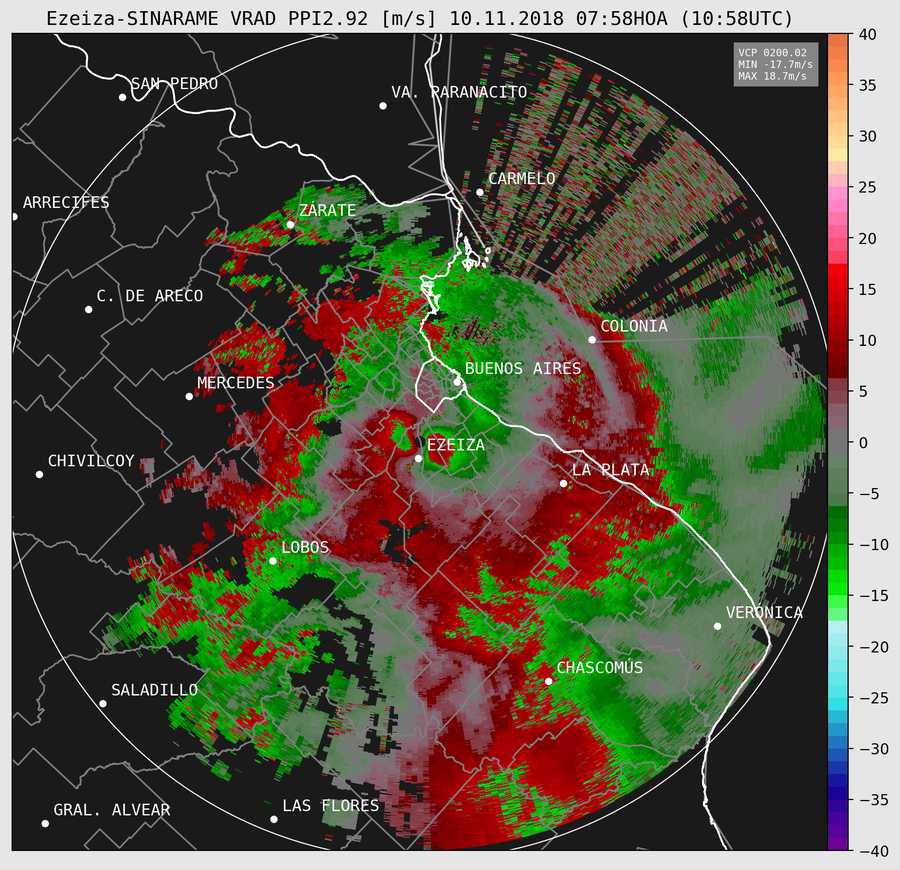 Ezeiza-SINARAME VRAD PPI2.92 [m/s] 10.11.2018 07:58HOA (10:58UTC)
VCP 0200.02
MIN -17.7m/s
MAX 18.7m/s
SAN PEDRO
VA. PARANACITO
CARMELO
ARRECIFES
ZÁRATE
C. DE ARECO
COLONIA
MERCEDES
BUENOS AIRES
EZEIZA
CHIVILCOY
LA PLATA
LOBOS
VERÓNICA
CHASCOMÚS
SALADILLO
GRAL. ALVEAR
LAS FLORES
40
35
30
25
20
15
10
5
0
−5
−10
−15
−20
−25
−30
−35
−40